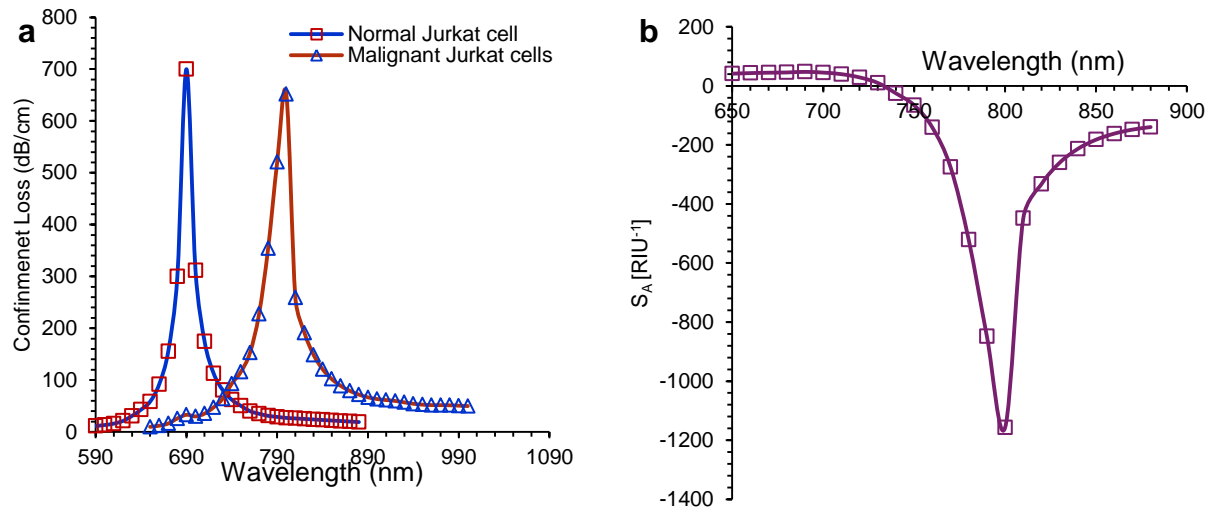 a
800
700
600
500
400
300
200
100
0
Confinmenet Loss (dB/cm)
Normal Jurkat cell
Malignant Jurkat cells
590 690 790 890 990 1090
Wavelength (nm)
b
200
0
-200
-400
-600
-800
-1000
-1200
-1400
S_A [RIU⁻¹]
Wavelength (nm)
650 700 750 800 850 900